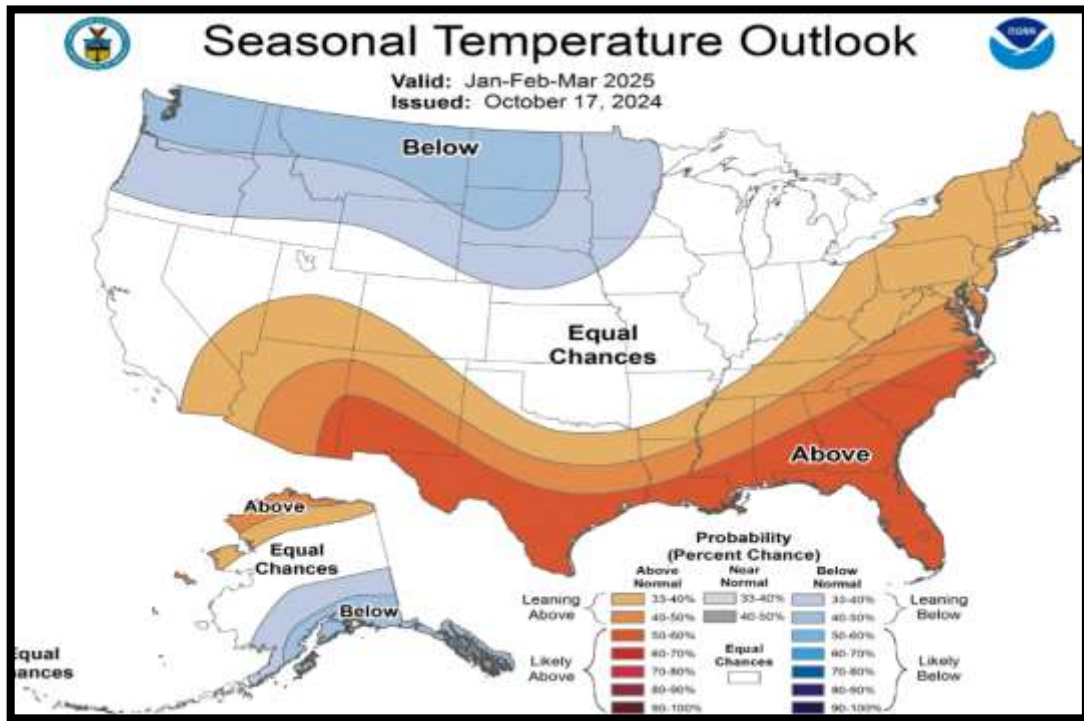 Seasonal Temperature Outlook
Valid: Jan-Feb-Mar 2025
Issued: October 17, 2024
Below
Equal
Chances
Above
Above
Equal
Chances
Below
Equal
hances
Probability
(Percent Chance)
Above
Normal
Near
Normal
Below
Normal
Leaning
Above
33-40%
40-50%
33-40%
40-50%
33-40%
40-50%
Leaning
Below
Likely
Above
50-60%
60-70%
70-80%
80-90%
90-100%
Equal
Chances
50-60%
60-70%
70-80%
80-90%
90-100%
Likely
Below